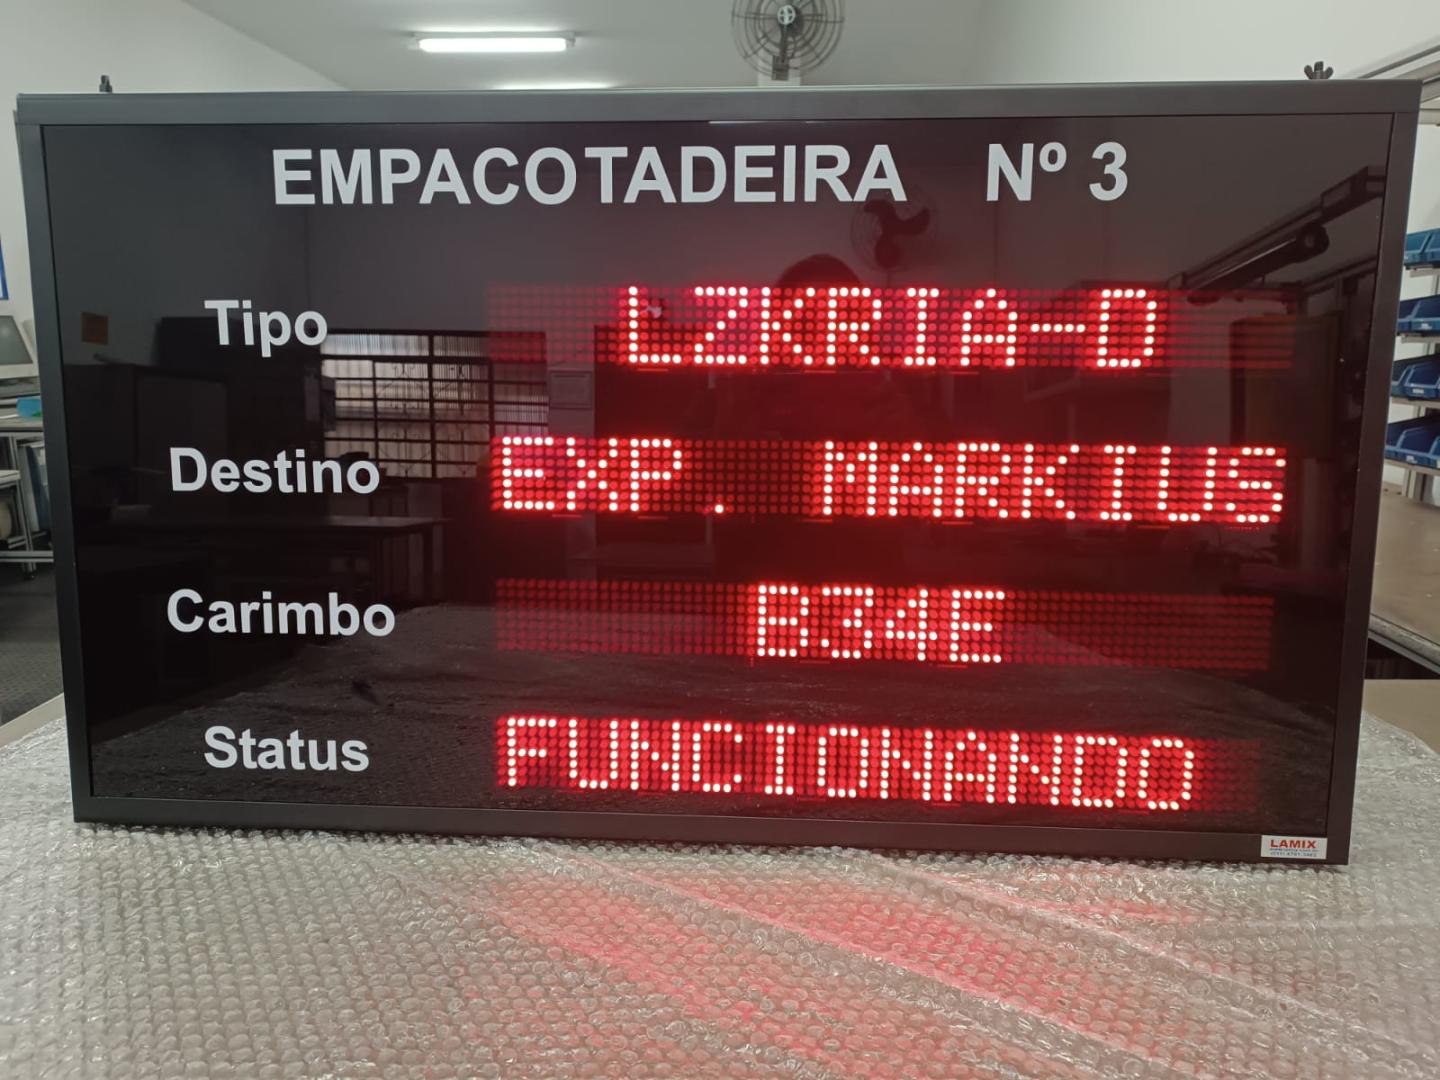 EMPACOTADEIRA Nº 3
Tipo LZKRIA-D
Destino EXP. MARKIUS
Carimbo B34E
Status FUNCIONANDO
LAMIX